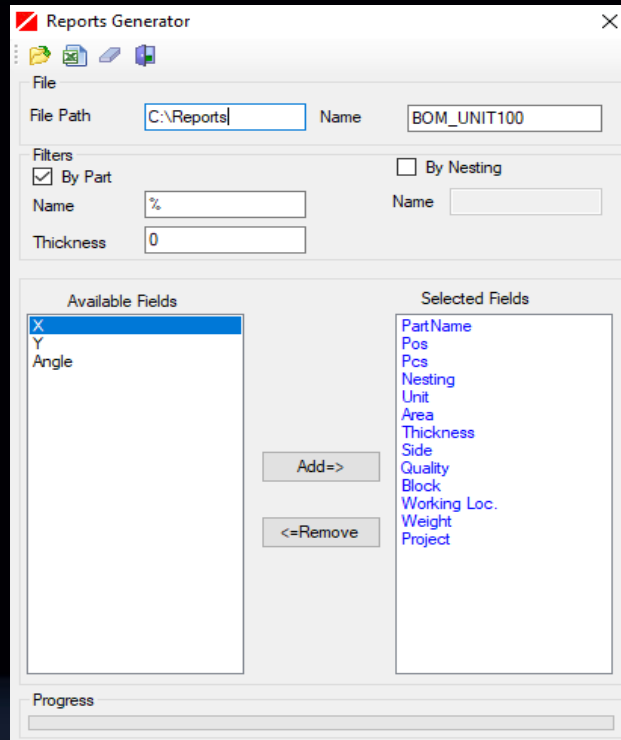 Reports Generator
File
File Path C:\Reports Name BOM_UNIT100
Filters
By Part By Nesting
Name % Name
Thickness 0
Available Fields Selected Fields
X
Y
Angle
PartName
Pos
Pcs
Nesting
Unit
Area
Thickness
Side
Quality
Block
Working Loc.
Weight
Project
Add=>
<=Remove
Progress